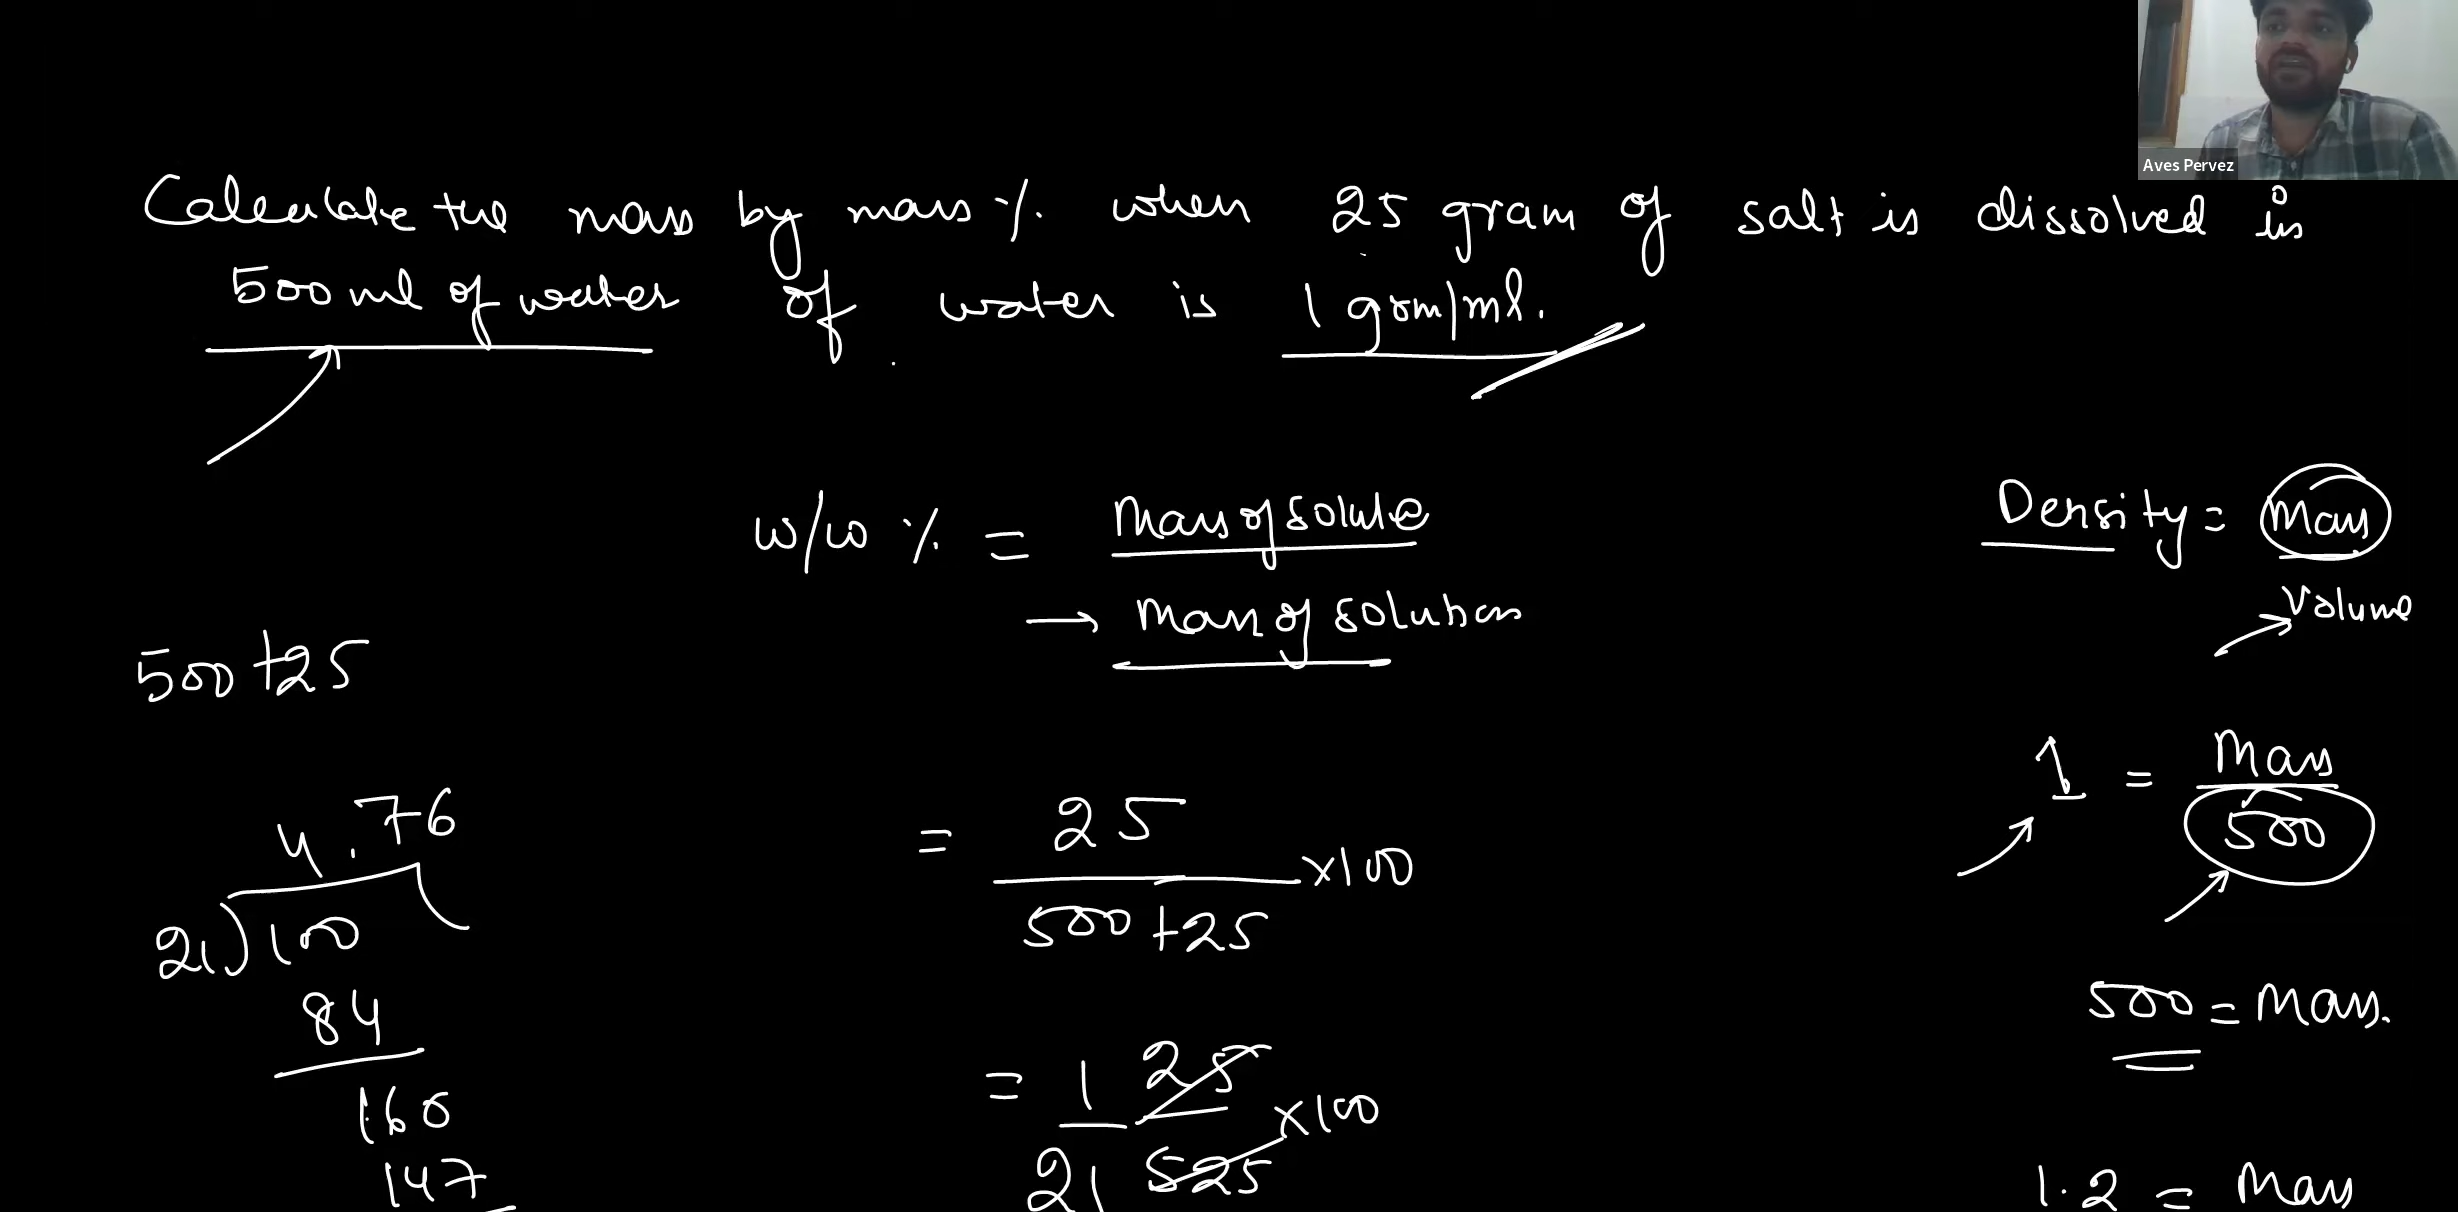 Aves Pervez
Calculate the mass by mass % when 25 gram of salt is dissolved in
500 ml of water of water is 1 grm/ml.
w/w % = Mass of solute
→ Mass of solution
Density = Mass
Volume
500+25
1 = Mass
500
4.76
21)100
84
160
147
= 25 ×100
500+25
500 = Mass.
= 1 25 ×100
21 525
1.2 = Mass